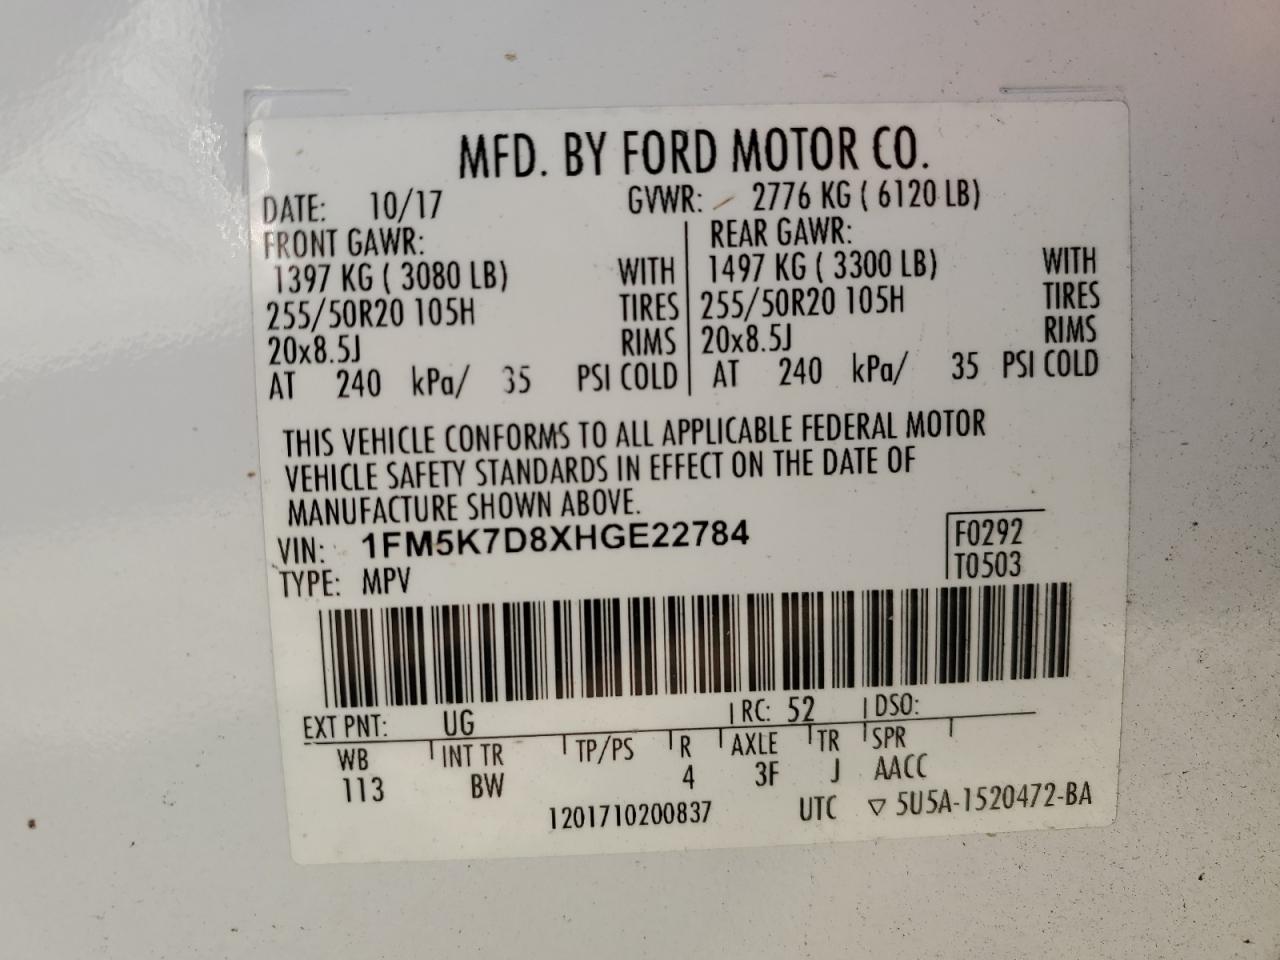 MFD. BY FORD MOTOR CO.
DATE: 10/17 GVWR: 2776 KG ( 6120 LB)
FRONT GAWR: REAR GAWR:
1397 KG ( 3080 LB) WITH 1497 KG ( 3300 LB) WITH
255/50R20 105H TIRES 255/50R20 105H TIRES
20x8.5J RIMS 20x8.5J RIMS
AT 240 kPa/ 35 PSI COLD AT 240 kPa/ 35 PSI COLD
THIS VEHICLE CONFORMS TO ALL APPLICABLE FEDERAL MOTOR
VEHICLE SAFETY STANDARDS IN EFFECT ON THE DATE OF
MANUFACTURE SHOWN ABOVE.
VIN: 1FM5K7D8XHGE22784 F0292
TYPE: MPV T0503
EXT PNT: UG RC: 52 DSO:
WB INT TR TP/PS R AXLE TR SPR
113 BW 4 3F J AACC
1201710200837 UTC ▽ 5U5A-1520472-BA